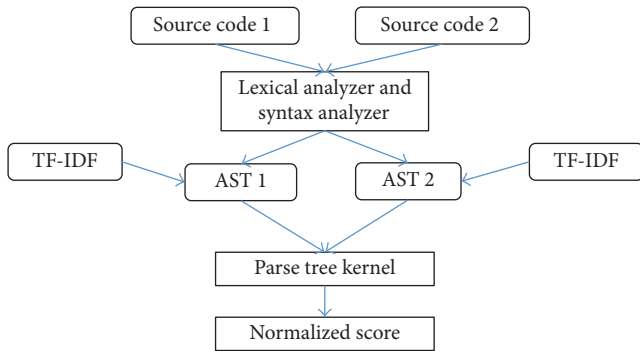 Source code 1
Source code 2
Lexical analyzer and
syntax analyzer
TF-IDF
AST 1
AST 2
TF-IDF
Parse tree kernel
Normalized score